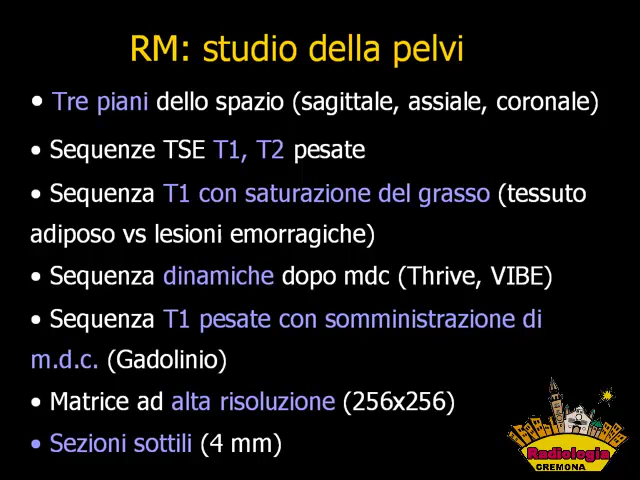 RM: studio della pelvi
• Tre piani dello spazio (sagittale, assiale, coronale)
• Sequenze TSE T1, T2 pesate
• Sequenza T1 con saturazione del grasso (tessuto
adiposo vs lesioni emorragiche)
• Sequenza dinamiche dopo mdc (Thrive, VIBE)
• Sequenza T1 pesate con somministrazione di
m.d.c. (Gadolinio)
• Matrice ad alta risoluzione (256x256)
• Sezioni sottili (4 mm)
Radiologia
CREMONA